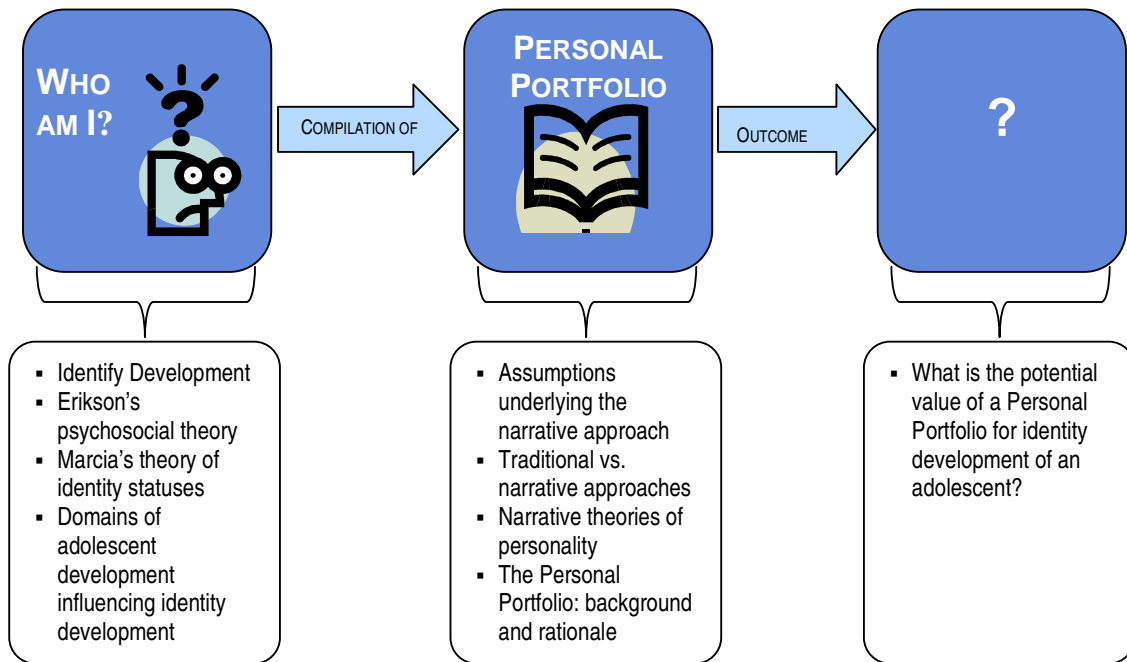 WHO
AM I?
COMPILATION OF
PERSONAL
PORTFOLIO
OUTCOME
?
▪ Identify Development
▪ Erikson's
psychosocial theory
▪ Marcia's theory of
identity statuses
▪ Domains of
adolescent
development
influencing identity
development
▪ Assumptions
underlying the
narrative approach
▪ Traditional vs.
narrative approaches
▪ Narrative theories of
personality
▪ The Personal
Portfolio: background
and rationale
▪ What is the potential
value of a Personal
Portfolio for identity
development of an
adolescent?